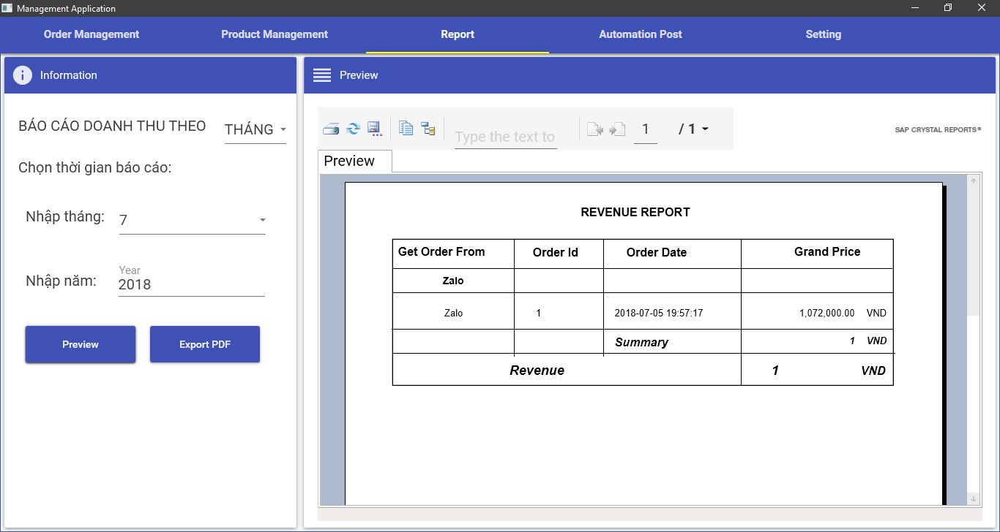 Management Application
Order Management Product Management Report Automation Post Setting
Information
BÁO CÁO DOANH THU THEO THÁNG
Chọn thời gian báo cáo:
Nhập tháng: 7
Year
Nhập năm: 2018
Preview Export PDF
Preview
Type the text to 1 / 1
SAP CRYSTAL REPORTS®
Preview
REVENUE REPORT
Get Order From Order Id Order Date Grand Price
Zalo
Zalo 1 2018-07-05 19:57:17 1,072,000.00 VND
Summary 1 VND
Revenue 1 VND